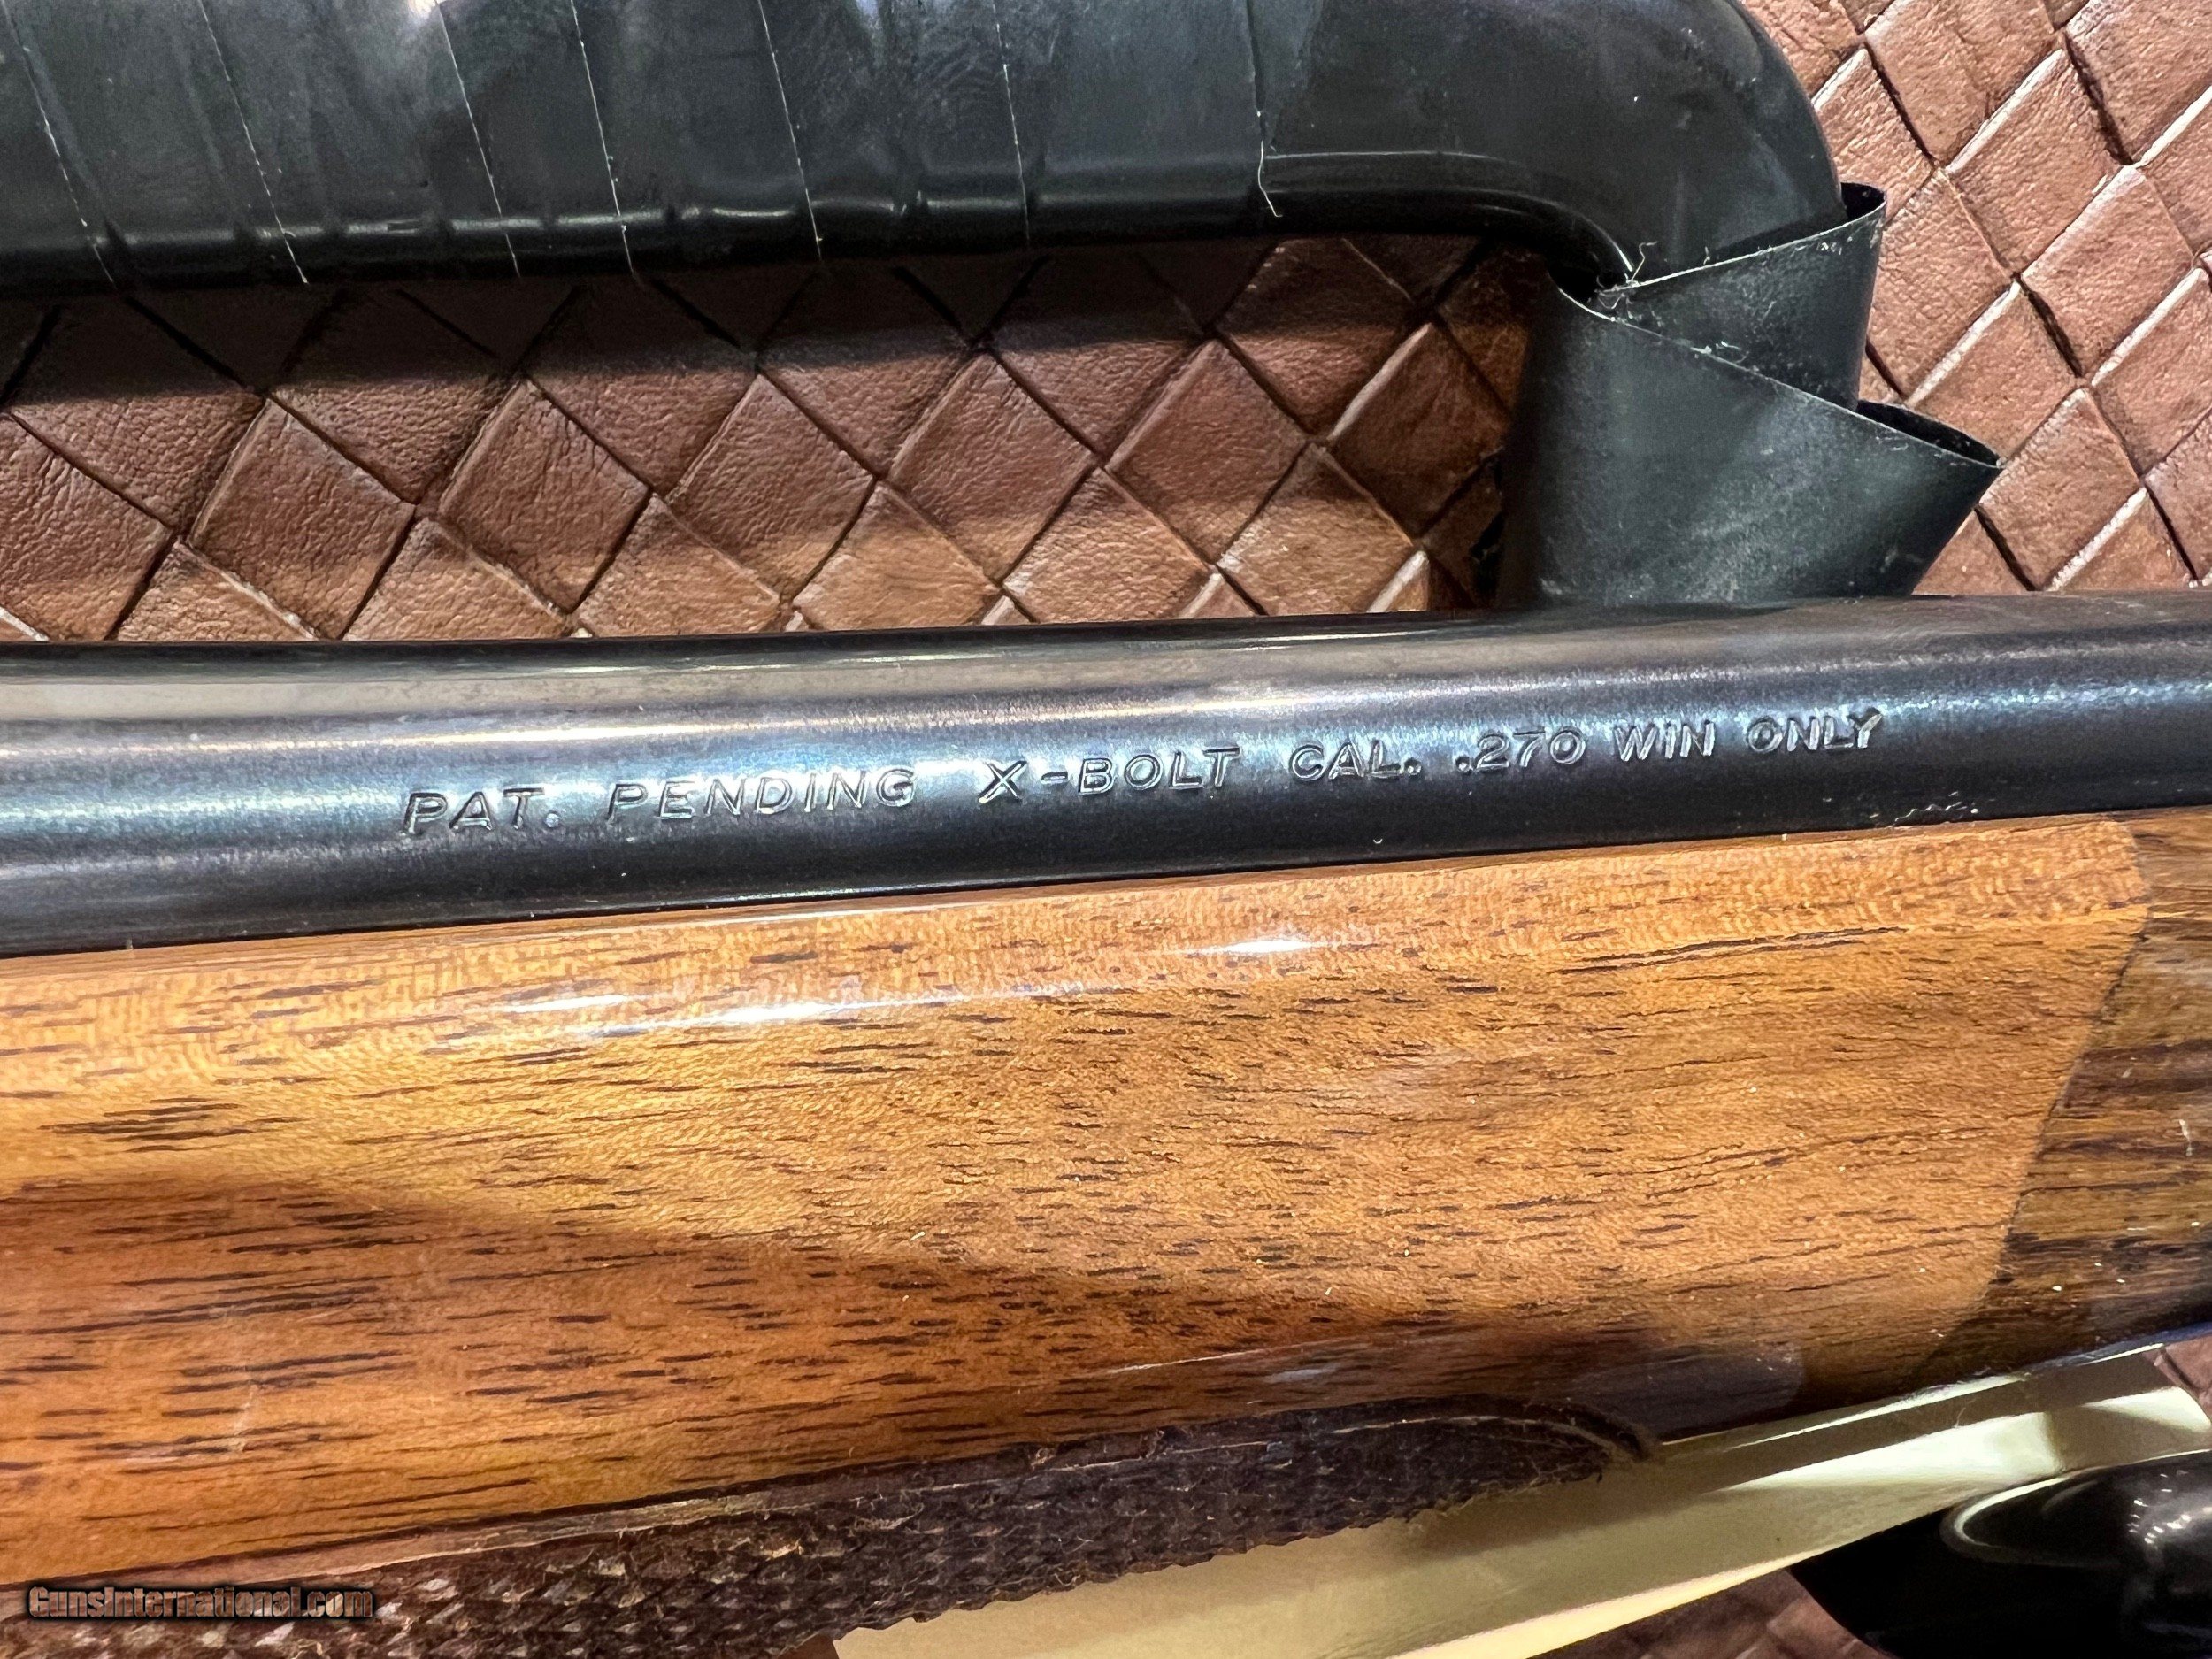 PAT. PENDING X-BOLT CAL. .270 WIN ONLY
GunsInternational.com